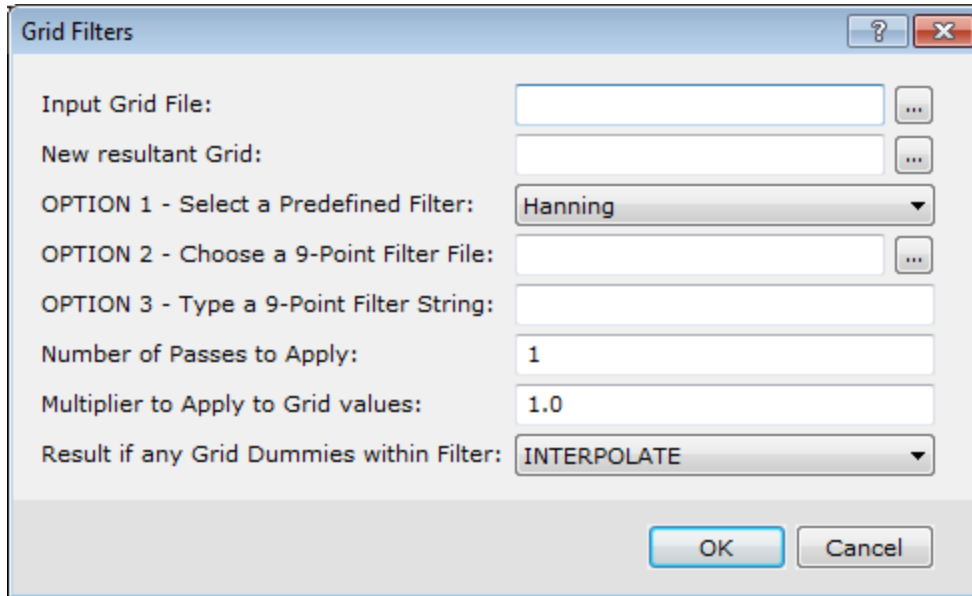 Grid Filters
Input Grid File: ...
New resultant Grid: ...
OPTION 1 - Select a Predefined Filter: Hanning
OPTION 2 - Choose a 9-Point Filter File: ...
OPTION 3 - Type a 9-Point Filter String:
Number of Passes to Apply: 1
Multiplier to Apply to Grid values: 1.0
Result if any Grid Dummies within Filter: INTERPOLATE
OK Cancel